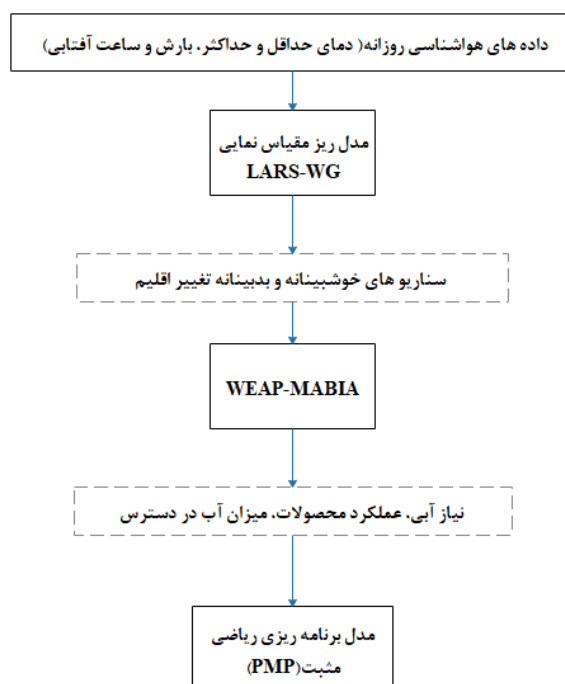 داده های هواشناسی روزانه( دمای حداقل و حداکثر، بارش و ساعت آفتابی)
مدل ریز مقیاس نمایی
LARS-WG
سناریو های خوشبینانه و بدبینانه تغییر اقلیم
WEAP-MABIA
نیاز آبی، عملکرد محصولات، میزان آب در دسترس
مدل برنامه ریزی ریاضی
مثبت(PMP)